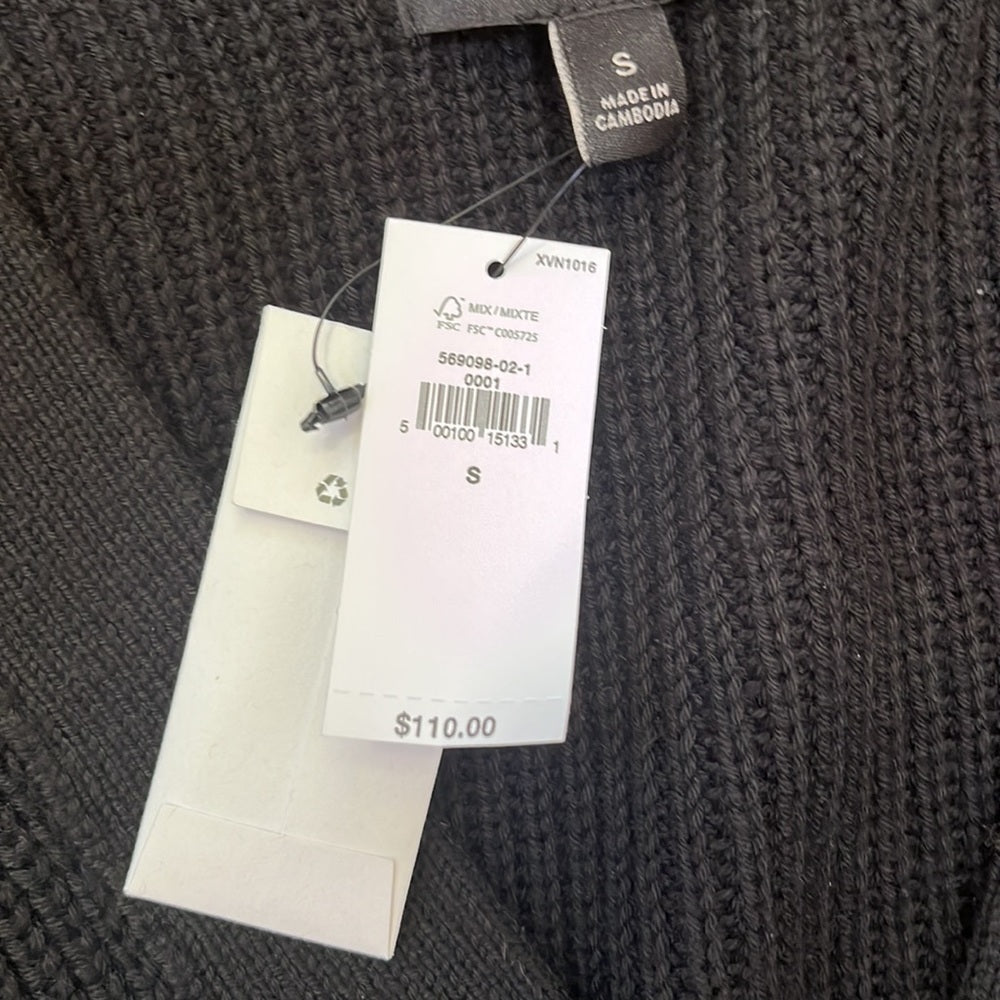 S
MADE IN
CAMBODIA
XVN1016
MIX / MIXTE
FSC FSC™ C005725
569098-02-1
0001
5 00100 15133 1
S
$110.00